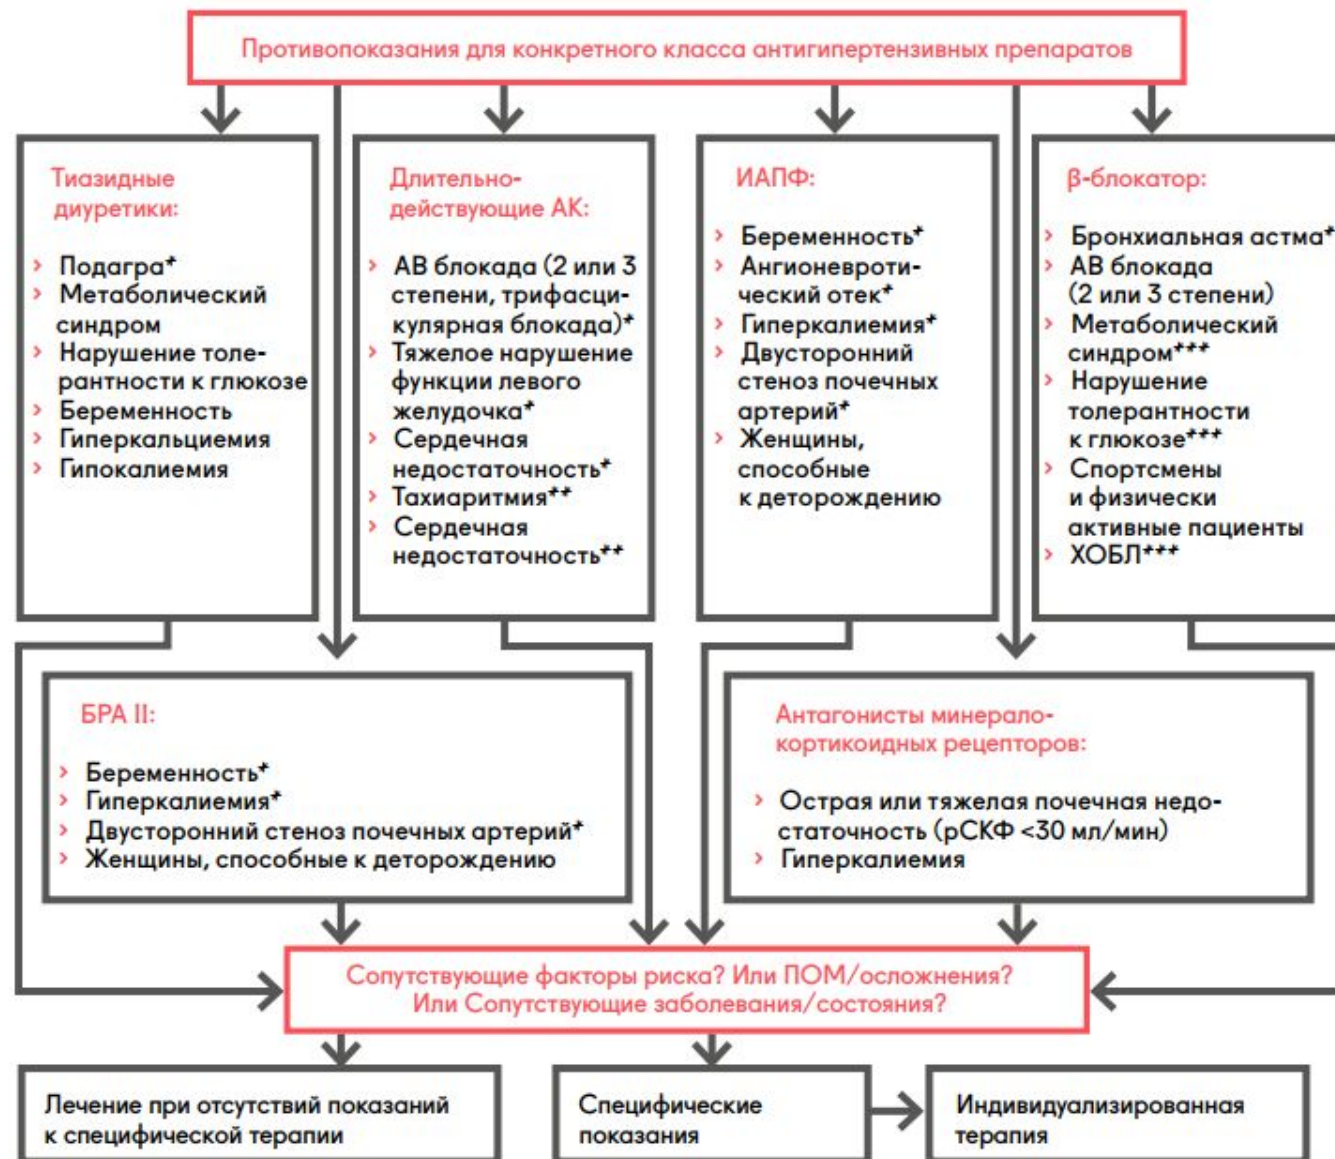 Противопоказания для конкретного класса антигипертензивных препаратов
Тиазидные
диуретики:
› Подагра*
› Метаболический
синдром
› Нарушение толе-
рантности к глюкозе
› Беременность
› Гиперкальциемия
› Гипокалиемия
Длительно-
действующие АК:
› АВ блокада (2 или 3
степени, трифасци-
кулярная блокада)*
› Тяжелое нарушение
функции левого
желудочка*
› Сердечная
недостаточность*
› Тахиаритмия**
› Сердечная
недостаточность**
ИАПФ:
› Беременность*
› Ангионевроти-
ческий отек*
› Гиперкалиемия*
› Двусторонний
стеноз почечных
артерий*
› Женщины,
способные
к деторождению
β-блокатор:
› Бронхиальная астма*
› АВ блокада
(2 или 3 степени)
› Метаболический
синдром***
› Нарушение
толерантности
к глюкозе***
› Спортсмены
и физически
активные пациенты
› ХОБЛ***
БРА II:
› Беременность*
› Гиперкалиемия*
› Двусторонний стеноз почечных артерий*
› Женщины, способные к деторождению
Антагонисты минерало-
кортикоидных рецепторов:
› Острая или тяжелая почечная недо-
статочность (рСКФ <30 мл/мин)
› Гиперкалиемия
Сопутствующие факторы риска? Или ПОМ/осложнения?
Или Сопутствующие заболевания/состояния?
Лечение при отсутствий показаний
к специфической терапии
Специфические
показания
Индивидуализированная
терапия